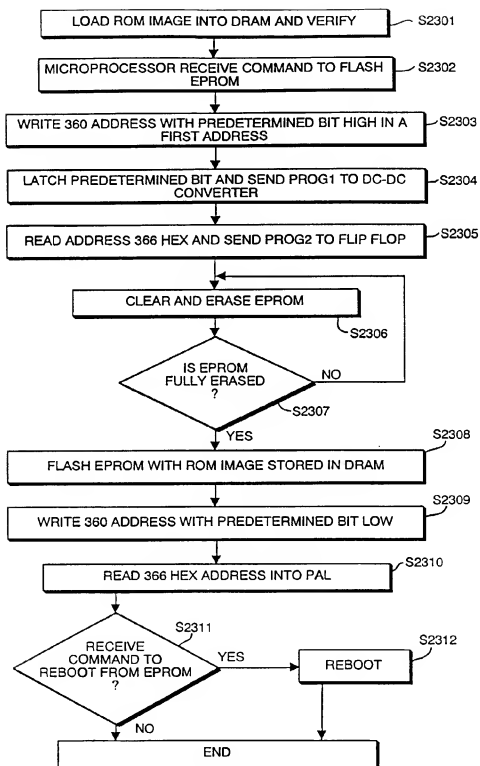 LOAD ROM IMAGE INTO DRAM AND VERIFY
S2301
MICROPROCESSOR RECEIVE COMMAND TO FLASH
EPROM
S2302
WRITE 360 ADDRESS WITH PREDETERMINED BIT HIGH IN A
FIRST ADDRESS
S2303
LATCH PREDETERMINED BIT AND SEND PROG1 TO DC-DC
CONVERTER
S2304
READ ADDRESS 366 HEX AND SEND PROG2 TO FLIP FLOP
S2305
CLEAR AND ERASE EPROM
S2306
IS EPROM
FULLY ERASED
?
NO
S2307
YES
S2308
FLASH EPROM WITH ROM IMAGE STORED IN DRAM
S2309
WRITE 360 ADDRESS WITH PREDETERMINED BIT LOW
S2310
READ 366 HEX ADDRESS INTO PAL
S2311
RECEIVE
COMMAND TO
REBOOT FROM EPROM
?
YES
S2312
REBOOT
NO
END